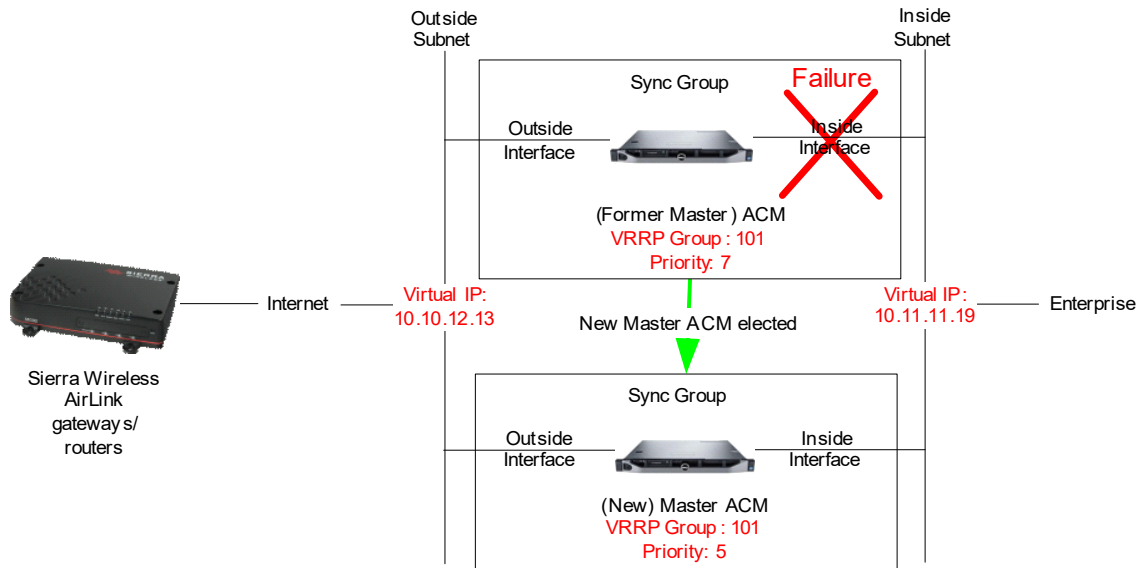 Outside
Subnet
Inside
Subnet
Sync Group
Failure
Outside
Interface
Inside
Interface
(Former Master ) ACM
VRRP Group : 101
Priority: 7
Internet
Virtual IP:
10.10.12.13
New Master ACM elected
Virtual IP:
10.11.11.19
Enterprise
SIERRA
Sierra Wireless
AirLink
gateways/
routers
Sync Group
Outside
Interface
Inside
Interface
(New) Master ACM
VRRP Group : 101
Priority: 5